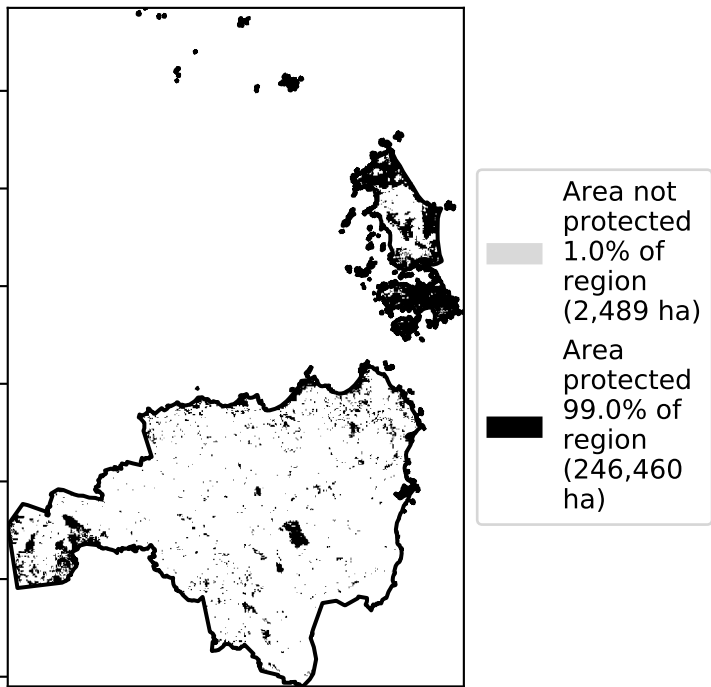 Area not
protected
1.0% of
region
(2,489 ha)
Area
protected
99.0% of
region
(246,460
ha)